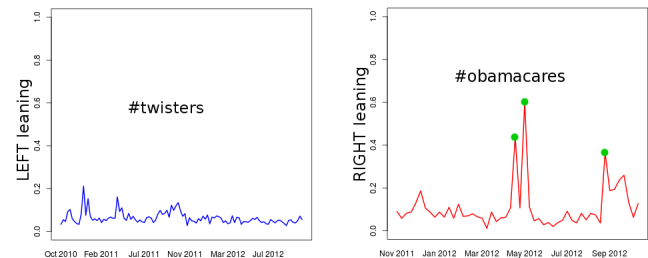 LEFT leaning
1.0
0.8
0.6
0.4
0.2
0.0
#twisters
Oct 2010 Feb 2011 Jul 2011 Nov 2011 Mar 2012 Jul 2012
RIGHT leaning
1.0
0.8
0.6
0.4
0.2
0.0
#obamacares
Nov 2011 Jan 2012 Mar 2012 May 2012 Jul 2012 Sep 2012